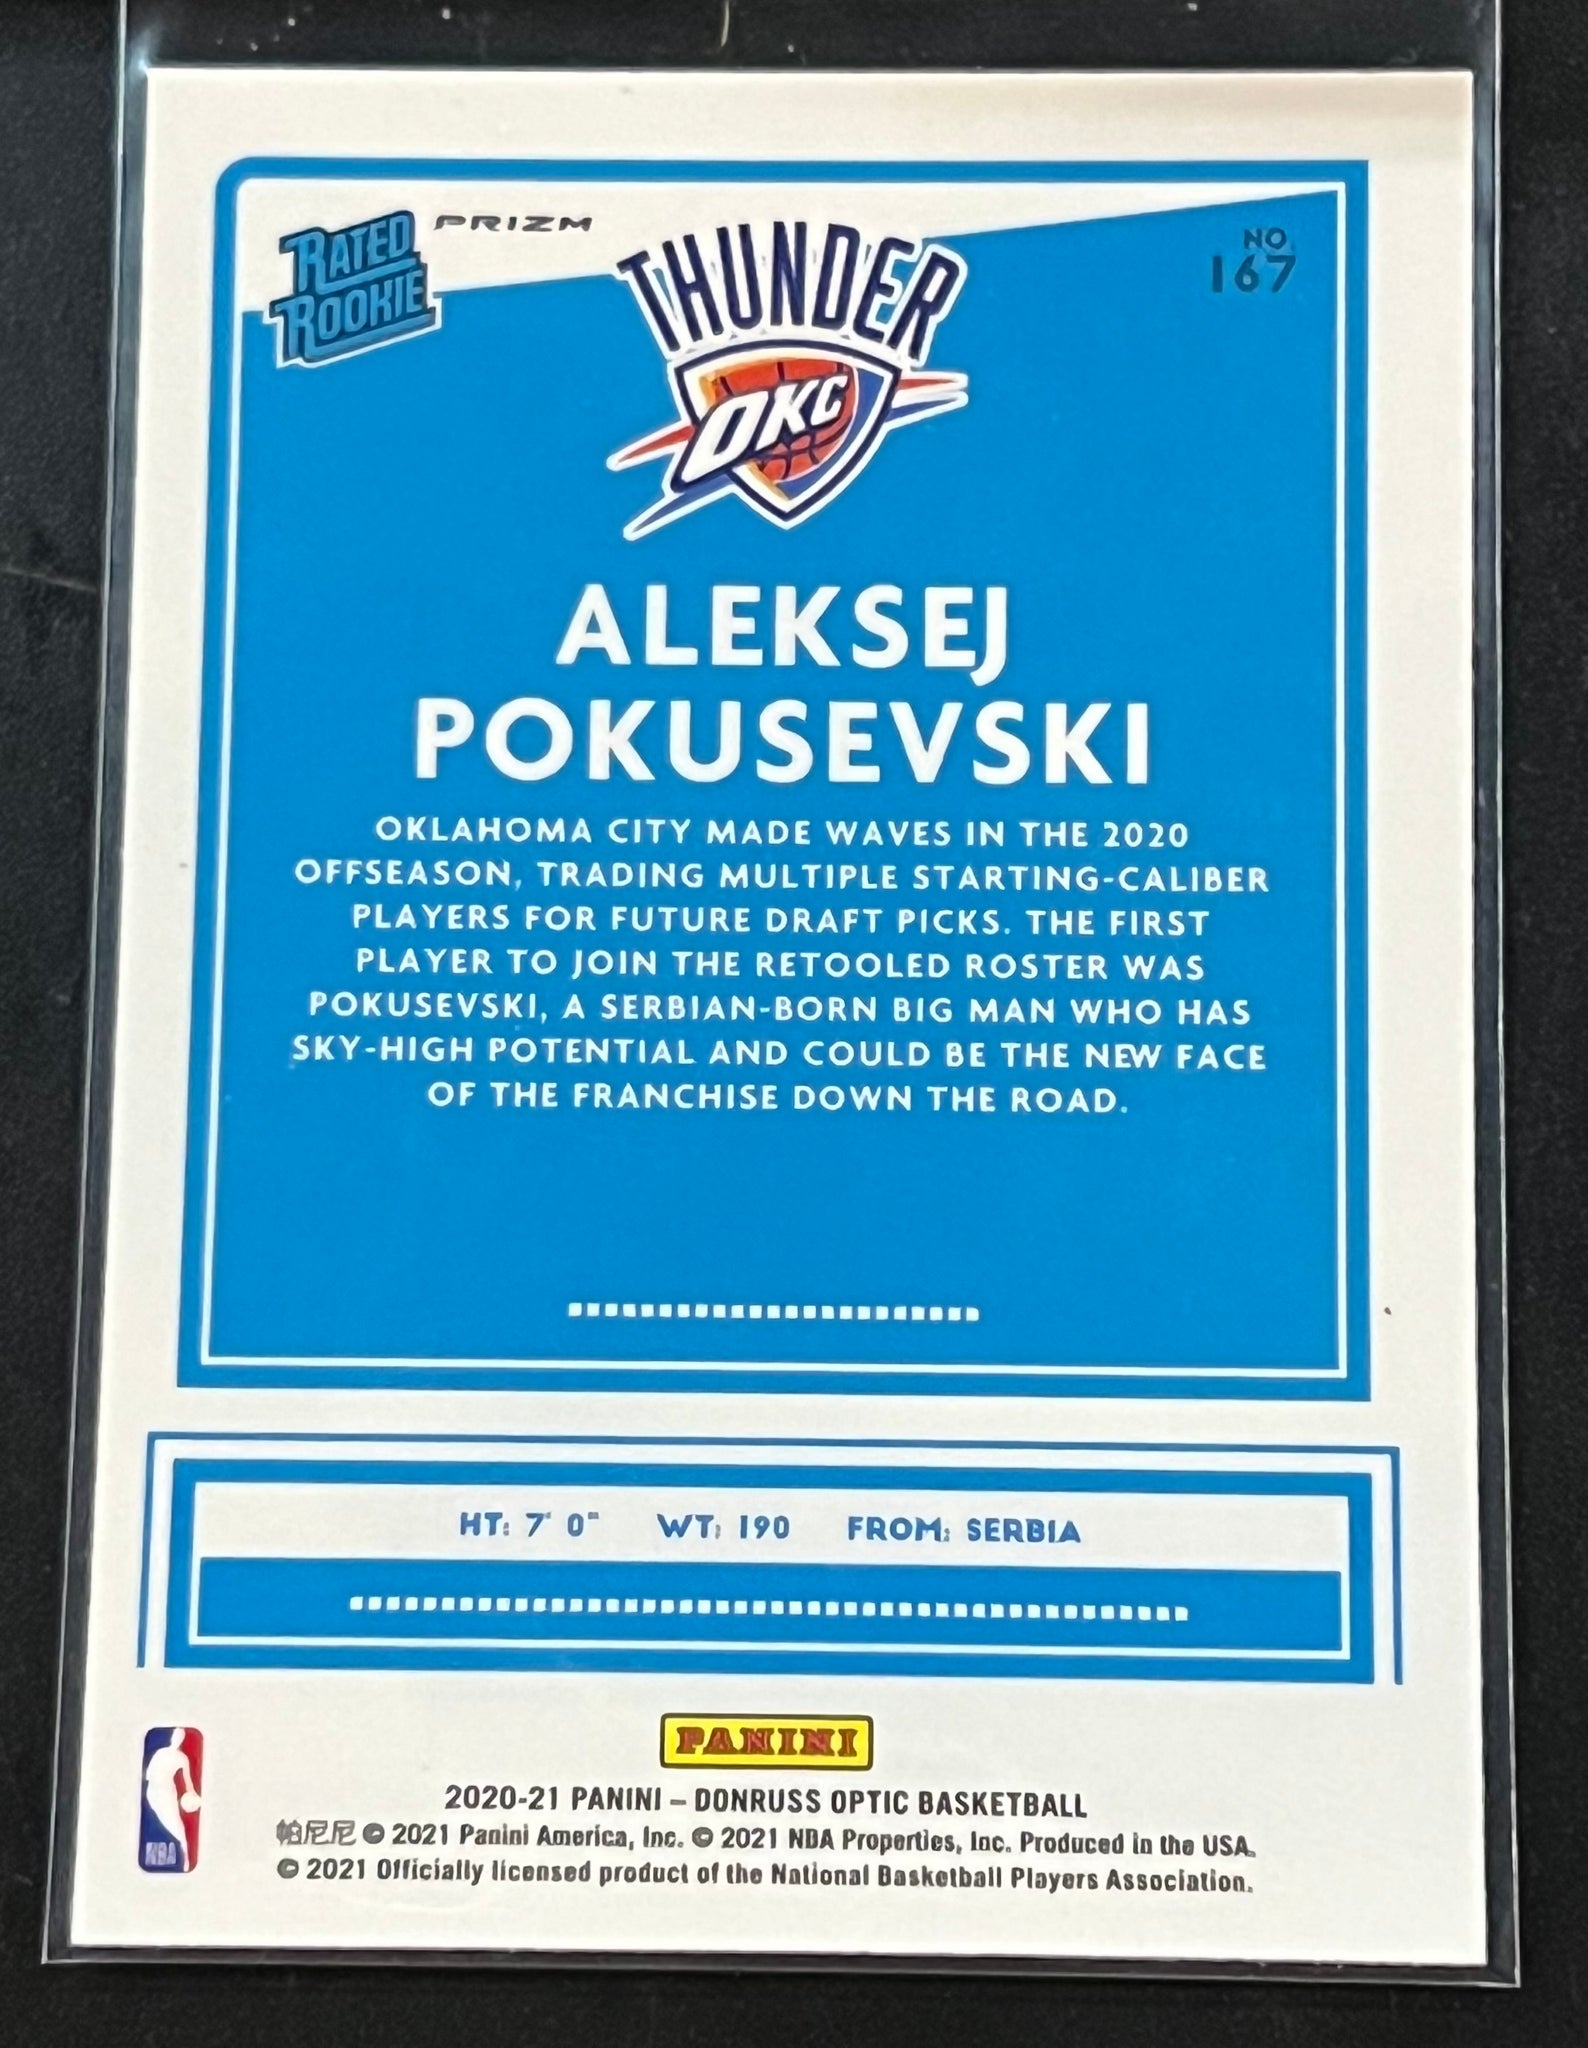 RATED
ROOKIE
PRIZM
THUNDER
OKC
NO.
167
ALEKSEJ
POKUSEVSKI
OKLAHOMA CITY MADE WAVES IN THE 2020
OFFSEASON, TRADING MULTIPLE STARTING-CALIBER
PLAYERS FOR FUTURE DRAFT PICKS. THE FIRST
PLAYER TO JOIN THE RETOOLED ROSTER WAS
POKUSEVSKI, A SERBIAN-BORN BIG MAN WHO HAS
SKY-HIGH POTENTIAL AND COULD BE THE NEW FACE
OF THE FRANCHISE DOWN THE ROAD.
HT: 7' 0" WT: 190 FROM: SERBIA
PANINI
NBA
2020-21 PANINI – DONRUSS OPTIC BASKETBALL
帕尼尼 © 2021 Panini America, Inc. © 2021 NBA Properties, Inc. Produced in the USA.
© 2021 Officially licensed product of the National Basketball Players Association.